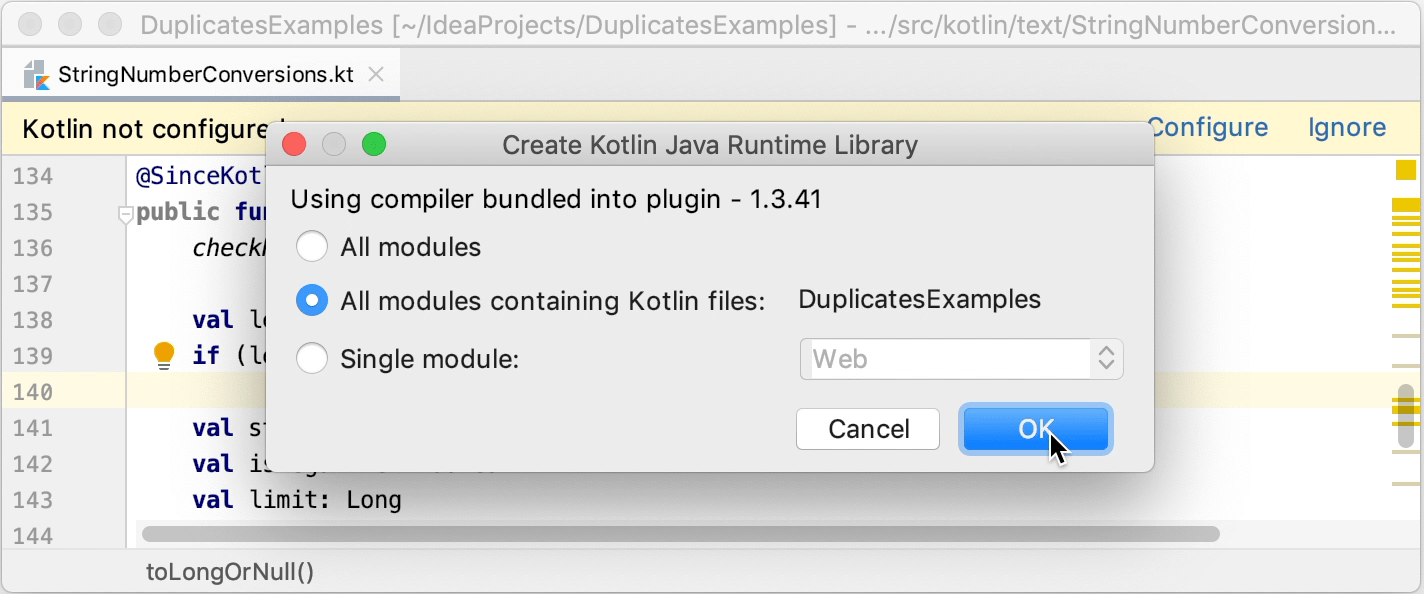 DuplicatesExamples [~/IdeaProjects/DuplicatesExamples] - .../src/kotlin/text/StringNumberConversion...
StringNumberConversions.kt
Kotlin not configured Configure Ignore
Create Kotlin Java Runtime Library
Using compiler bundled into plugin - 1.3.41
All modules
All modules containing Kotlin files: DuplicatesExamples
Single module: Web
Cancel OK
134 @SinceKotl
135 public fun
136 check
137
138 val
139 if
140
141 val
142 val
143 val limit: Long
144
toLongOrNull()